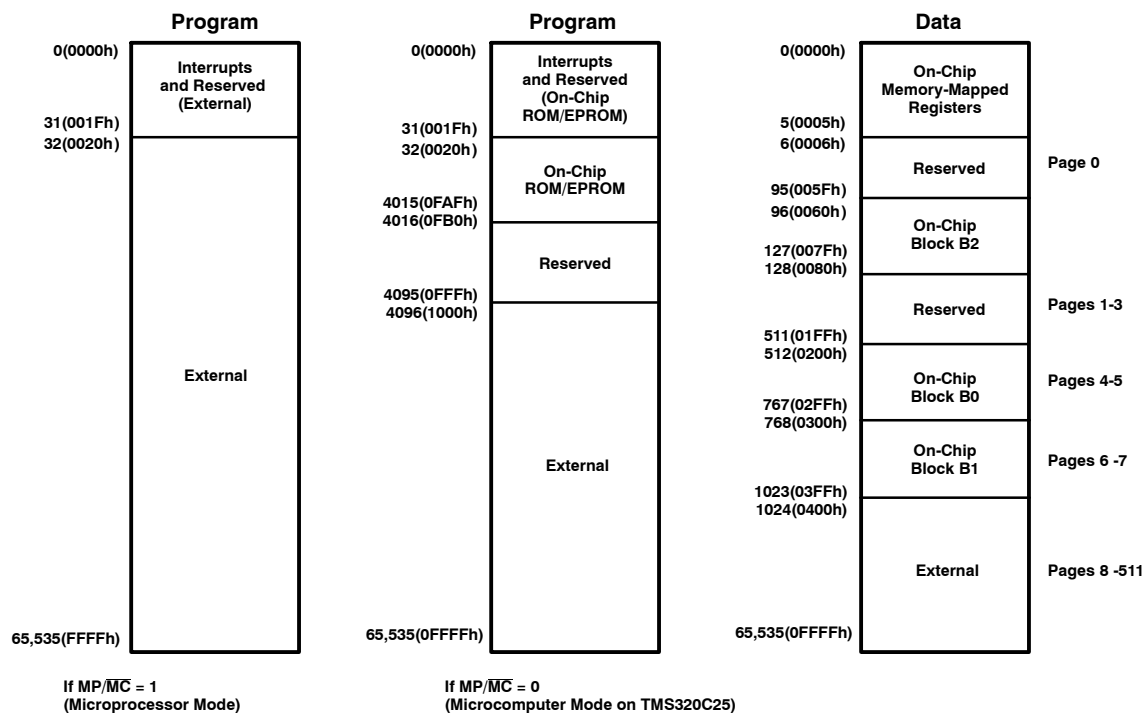 Program
0(0000h)
Interrupts
and Reserved
(External)
31(001Fh)
32(0020h)
External
65,535(FFFFh)
If MP/M̅C̅ = 1
(Microprocessor Mode)
Program
0(0000h)
Interrupts
and Reserved
(On-Chip
ROM/EPROM)
31(001Fh)
32(0020h)
On-Chip
ROM/EPROM
4015(0FAFh)
4016(0FB0h)
Reserved
4095(0FFFh)
4096(1000h)
External
65,535(0FFFFh)
If MP/M̅C̅ = 0
(Microcomputer Mode on TMS320C25)
Data
0(0000h)
On-Chip
Memory-Mapped
Registers
5(0005h)
6(0006h)
Reserved
Page 0
95(005Fh)
96(0060h)
On-Chip
Block B2
127(007Fh)
128(0080h)
Reserved
Pages 1-3
511(01FFh)
512(0200h)
On-Chip
Block B0
Pages 4-5
767(02FFh)
768(0300h)
On-Chip
Block B1
Pages 6 -7
1023(03FFh)
1024(0400h)
External
Pages 8 -511
65,535(0FFFFh)